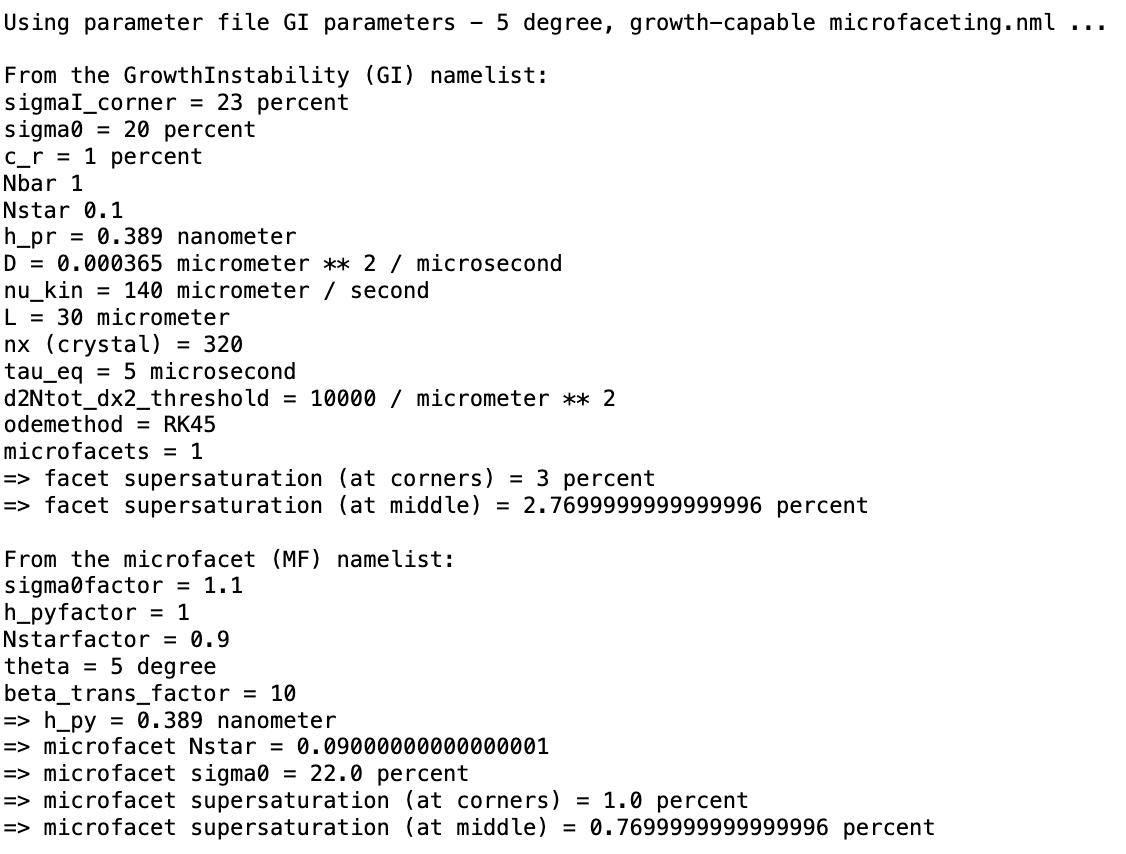 Using parameter file GI parameters - 5 degree, growth-capable microfaceting.nml ...
From the GrowthInstability (GI) namelist:
sigmaI_corner = 23 percent
sigma0 = 20 percent
c_r = 1 percent
Nbar 1
Nstar 0.1
h_pr = 0.389 nanometer
D = 0.000365 micrometer ** 2 / microsecond
nu_kin = 140 micrometer / second
L = 30 micrometer
nx (crystal) = 320
tau_eq = 5 microsecond
d2Ntot_dx2_threshold = 10000 / micrometer ** 2
odemethod = RK45
microfacets = 1
=> facet supersaturation (at corners) = 3 percent
=> facet supersaturation (at middle) = 2.7699999999999996 percent
From the microfacet (MF) namelist:
sigma0factor = 1.1
h_pyfactor = 1
Nstarfactor = 0.9
theta = 5 degree
beta_trans_factor = 10
=> h_py = 0.389 nanometer
=> microfacet Nstar = 0.09000000000000001
=> microfacet sigma0 = 22.0 percent
=> microfacet supersaturation (at corners) = 1.0 percent
=> microfacet supersaturation (at middle) = 0.7699999999999996 percent